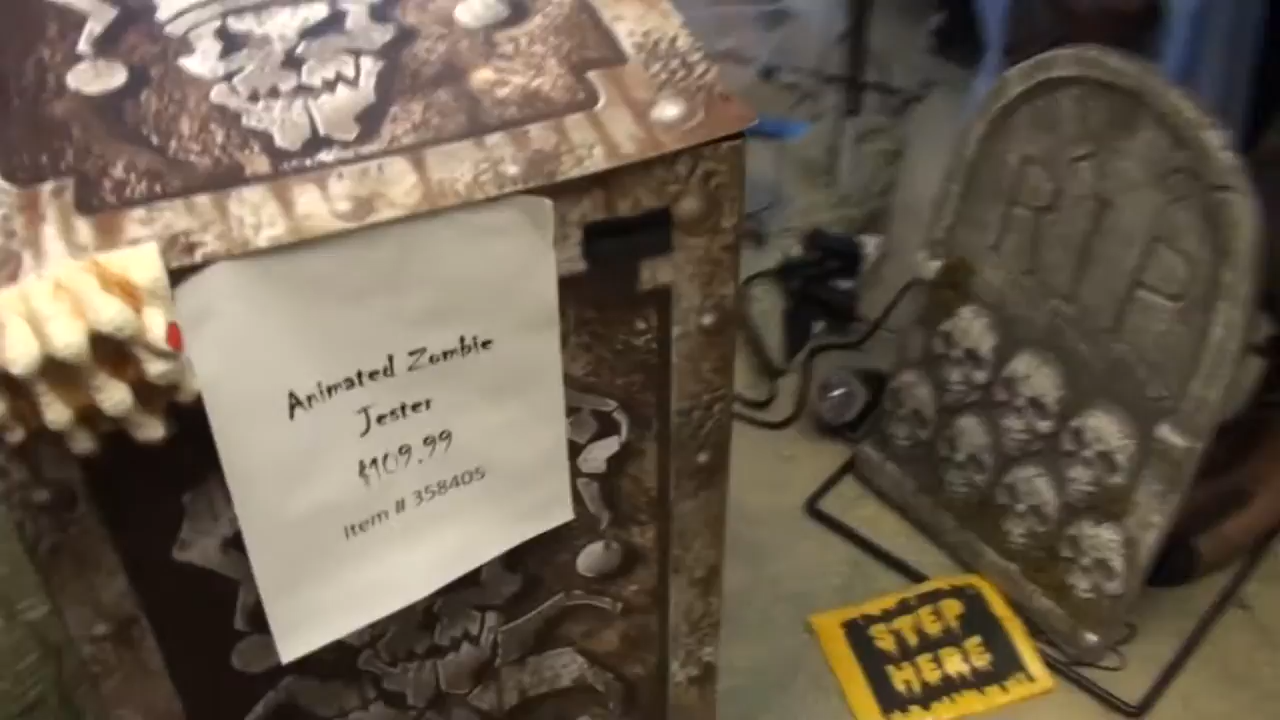 Animated Zombie
Jester
$109.99
Item # 358405
RIP
STEP
HERE